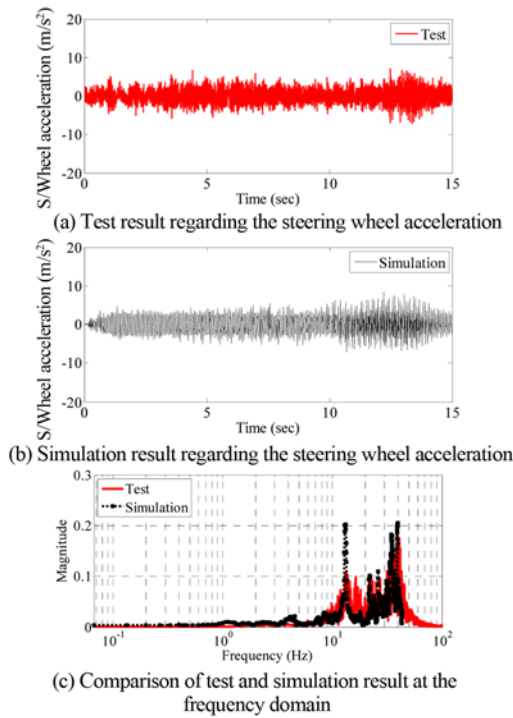 20
10
0
-10
-20
S/Wheel acceleration (m/s²)
Test
0 5 10 15
Time (sec)
(a) Test result regarding the steering wheel acceleration
20
10
0
-10
-20
S/Wheel acceleration (m/s²)
Simulation
0 5 10 15
Time (sec)
(b) Simulation result regarding the steering wheel acceleration
0.3
0.2
0.1
0
Magnitude
Test
Simulation
10⁻¹ 10⁰ 10¹ 10²
Frequency (Hz)
(c) Comparison of test and simulation result at the
frequency domain